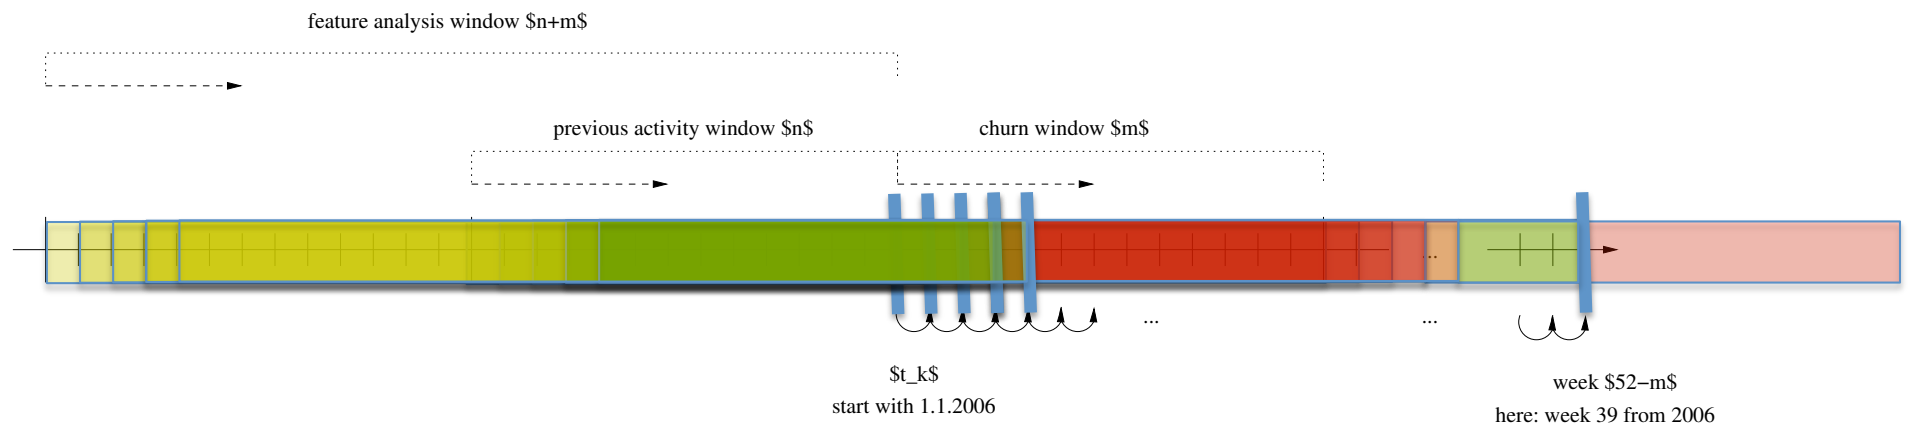 feature analysis window $n+m$
previous activity window $n$
churn window $m$
...
...
...
$t_k$
start with 1.1.2006
week $52−m$
here: week 39 from 2006